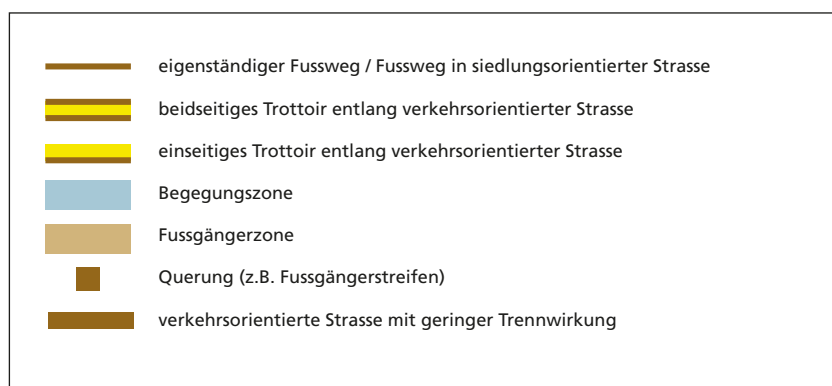 eigenständiger Fussweg / Fussweg in siedlungsorientierter Strasse
beidseitiges Trottoir entlang verkehrsorientierter Strasse
einseitiges Trottoir entlang verkehrsorientierter Strasse
Begegungszone
Fussgängerzone
Querung (z.B. Fussgängerstreifen)
verkehrsorientierte Strasse mit geringer Trennwirkung